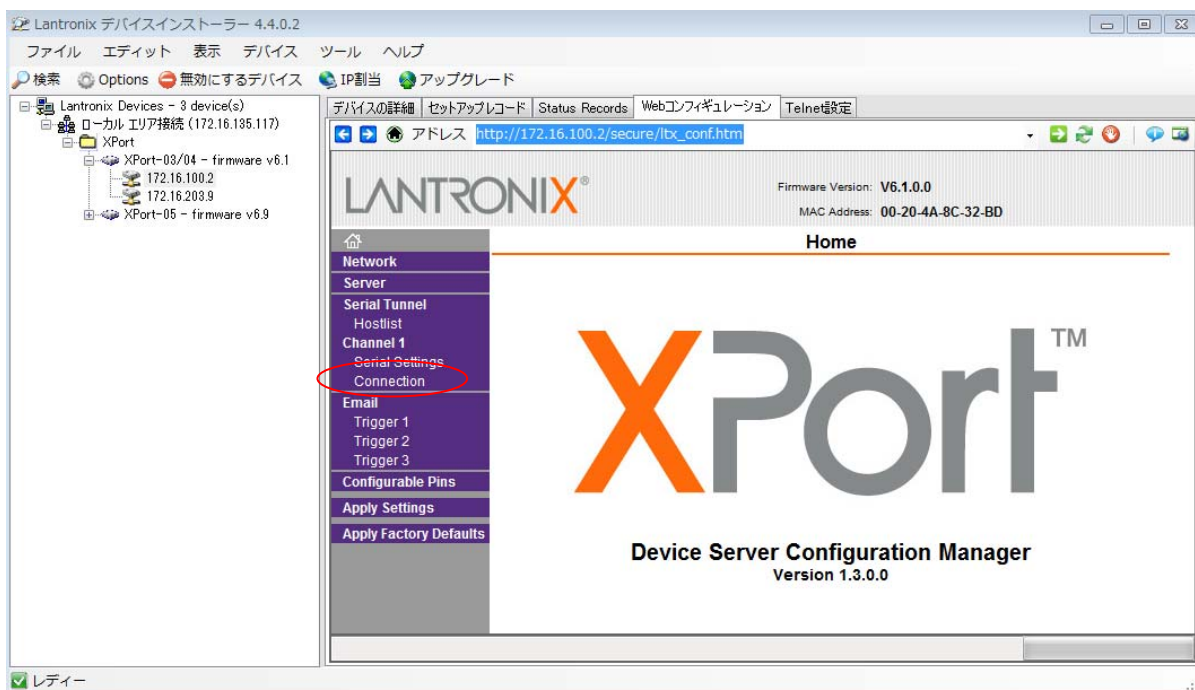 Lantronix デバイスインストーラー 4.4.0.2
ファイル エディット 表示 デバイス ツール ヘルプ
検索 Options 無効にするデバイス IP割当 アップグレード
Lantronix Devices - 3 device(s)
ローカル エリア接続 (172.16.135.117)
XPort
XPort-03/04 - firmware v6.1
172.16.100.2
172.16.203.9
XPort-05 - firmware v6.9
デバイスの詳細 セットアップレコード Status Records Webコンフィギュレーション Telnet設定
アドレス http://172.16.100.2/secure/ltx_conf.htm
LANTRONIX®
Firmware Version: V6.1.0.0
MAC Address: 00-20-4A-8C-32-BD
Home
Network
Server
Serial Tunnel
Hostlist
Channel 1
Serial Settings
Connection
Email
Trigger 1
Trigger 2
Trigger 3
Configurable Pins
Apply Settings
Apply Factory Defaults
XPort™
Device Server Configuration Manager
Version 1.3.0.0
レディー